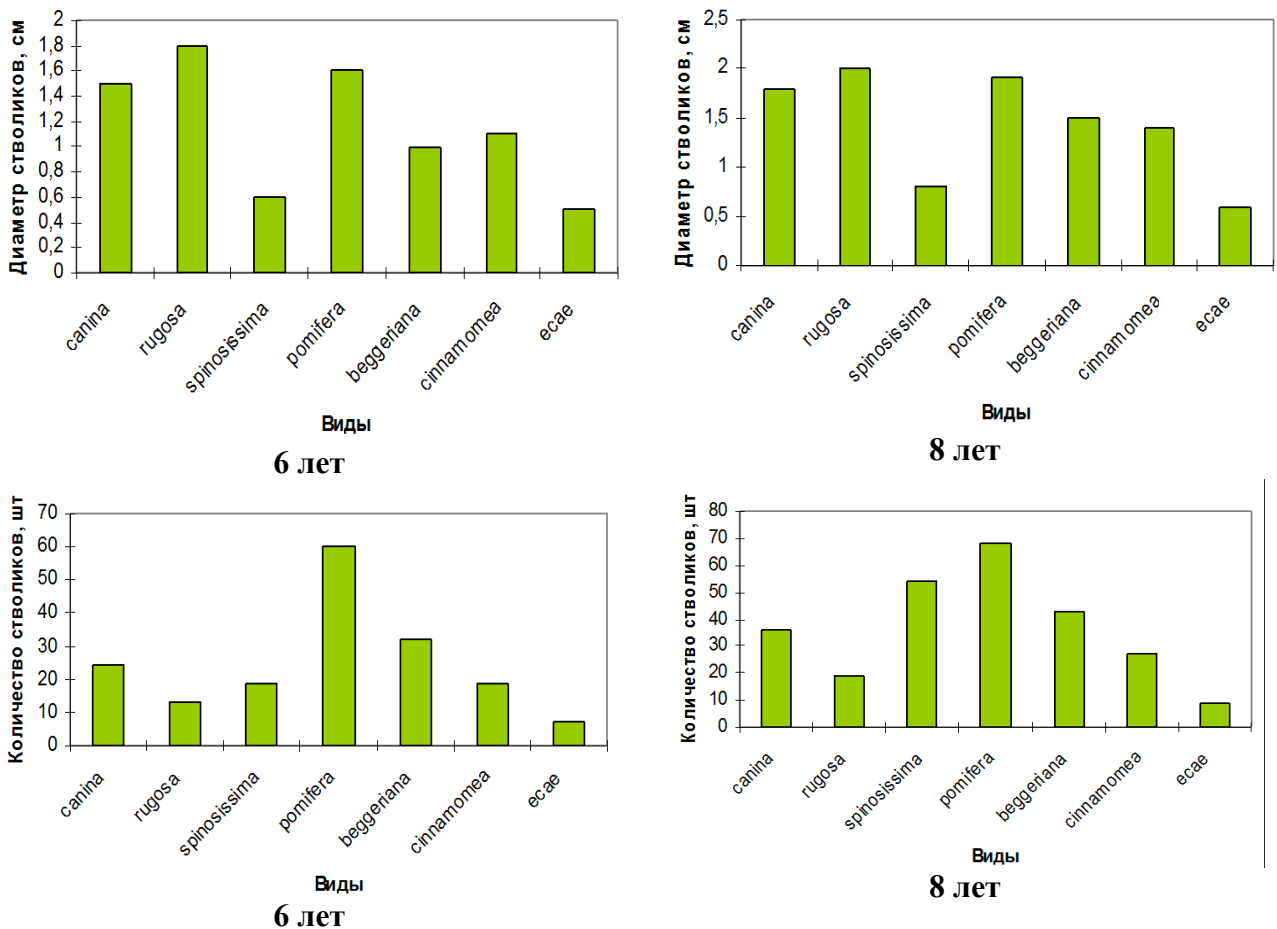 Диаметр стволиков, см
2
1,8
1,6
1,4
1,2
1
0,8
0,6
0,4
0,2
0
canina
rugosa
spinosissima
pomifera
beggeriana
cinnamomea
ecae
Виды
6 лет
Диаметр стволиков, см
2,5
2
1,5
1
0,5
0
canina
rugosa
spinosissima
pomifera
beggeriana
cinnamomea
ecae
Виды
8 лет
Количество стволиков, шт
70
60
50
40
30
20
10
0
canina
rugosa
spinosissima
pomifera
beggeriana
cinnamomea
ecae
Виды
6 лет
Количество стволиков, шт
80
70
60
50
40
30
20
10
0
canina
rugosa
spinosissima
pomifera
beggeriana
cinnamomea
ecae
Виды
8 лет